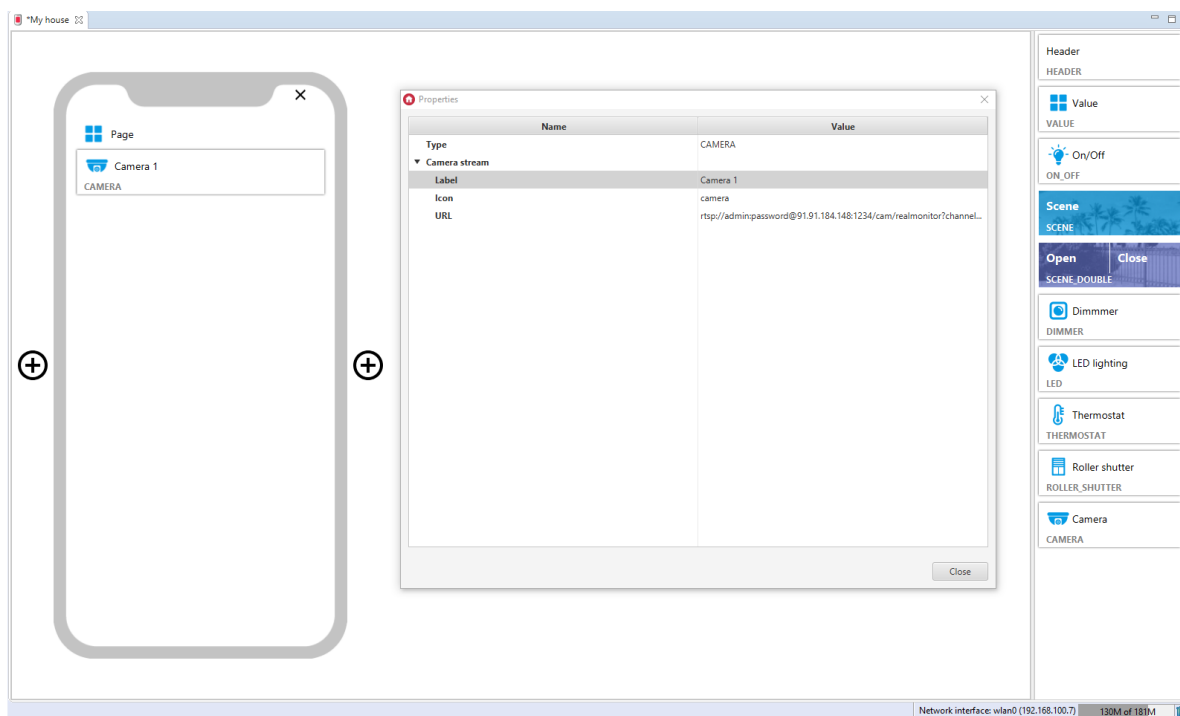 *My house
Page
Camera 1
CAMERA
Properties
Name Value
Type CAMERA
Camera stream
Label Camera 1
Icon camera
URL rtsp://admin:password@91.91.184.148:1234/cam/realmonitor?channel...
Close
Header
HEADER
Value
VALUE
On/Off
ON_OFF
Scene
SCENE
Open Close
SCENE_DOUBLE
Dimmmer
DIMMER
LED lighting
LED
Thermostat
THERMOSTAT
Roller shutter
ROLLER_SHUTTER
Camera
CAMERA
Network interface: wlan0 (192.168.100.7) 130M of 181M